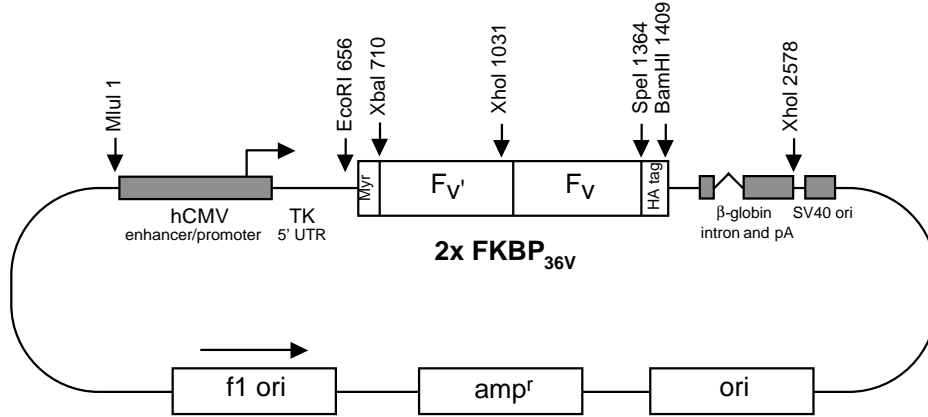 MluI 1
EcoRI 656
XbaI 710
XhoI 1031
SpeI 1364
BamHI 1409
XhoI 2578
Myr
FV'
FV
HA tag
hCMV
enhancer/promoter
TK
5' UTR
β-globin
intron and pA
SV40 ori
2x FKBP36V
f1 ori
ampr
ori